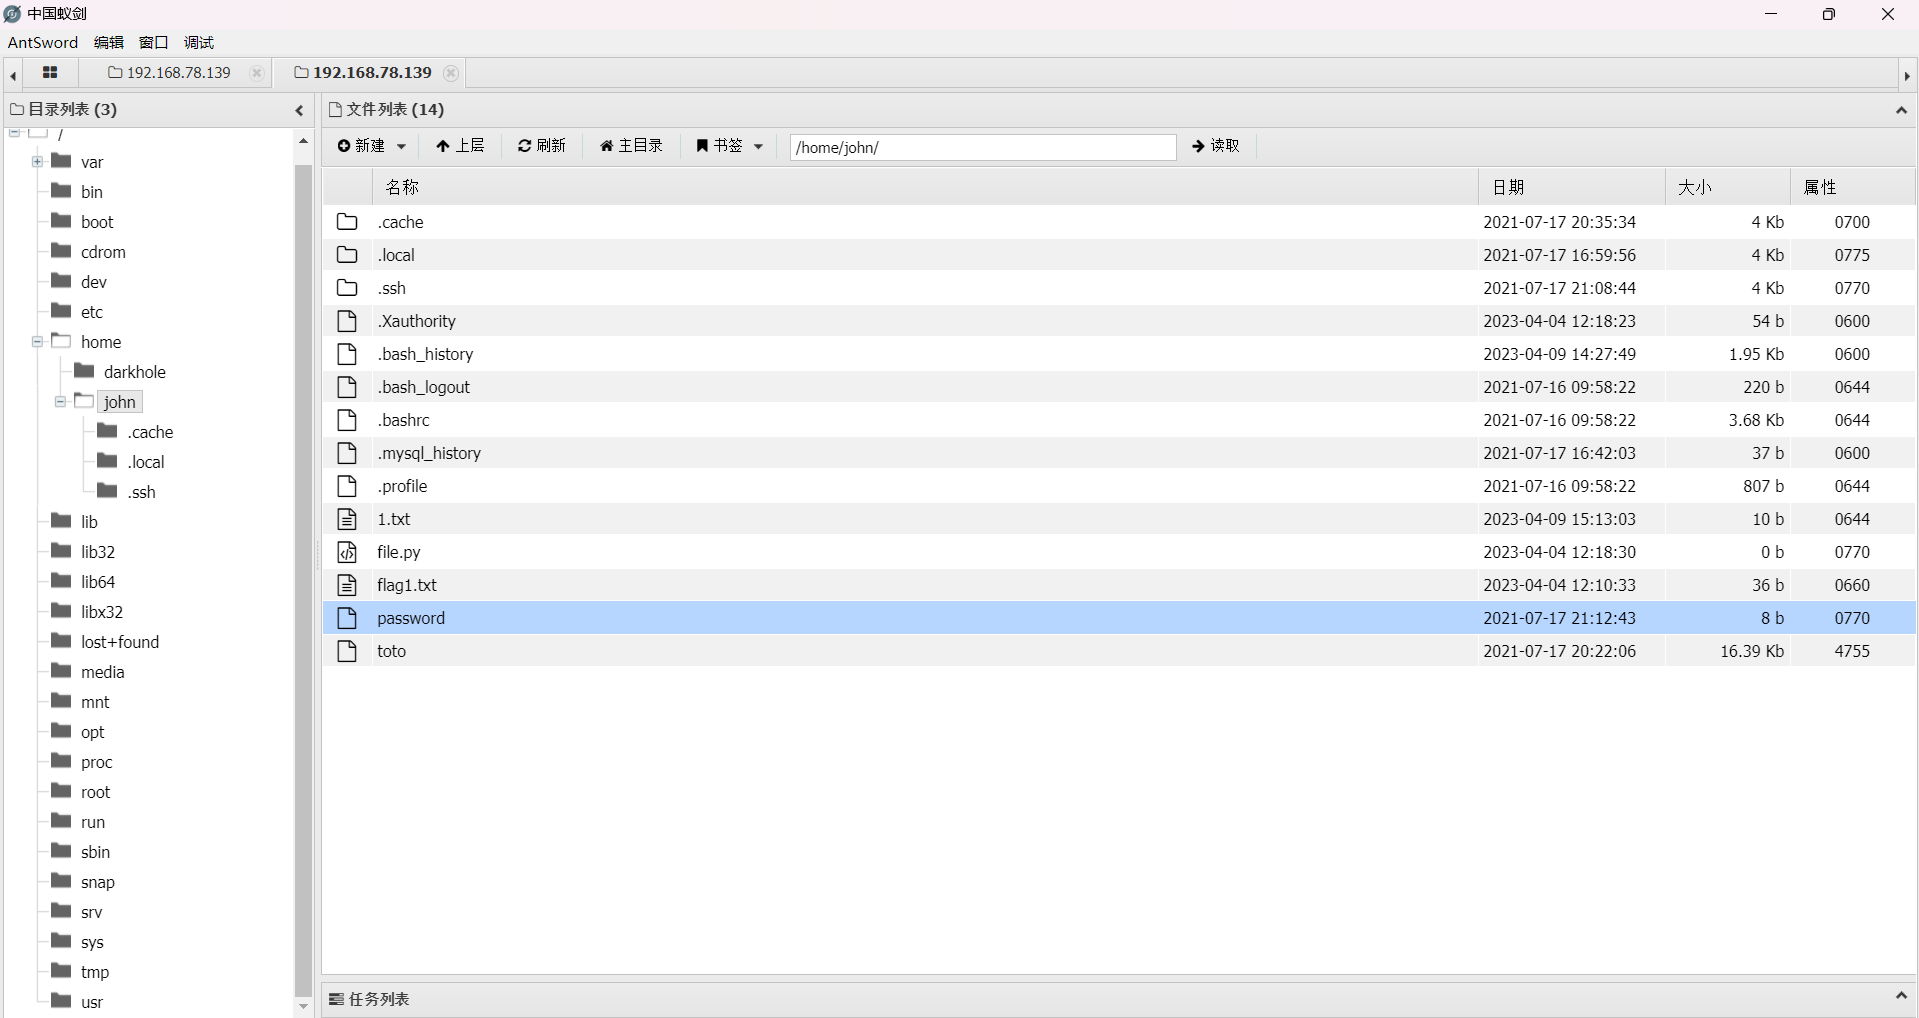 中国蚁剑
AntSword 编辑 窗口 调试
192.168.78.139 192.168.78.139
目录列表 (3)
/
var
bin
boot
cdrom
dev
etc
home
darkhole
john
.cache
.local
.ssh
lib
lib32
lib64
libx32
lost+found
media
mnt
opt
proc
root
run
sbin
snap
srv
sys
tmp
usr
文件列表 (14)
新建 上层 刷新 主目录 书签 /home/john/ 读取
名称 日期 大小 属性
.cache 2021-07-17 20:35:34 4 Kb 0700
.local 2021-07-17 16:59:56 4 Kb 0775
.ssh 2021-07-17 21:08:44 4 Kb 0770
.Xauthority 2023-04-04 12:18:23 54 b 0600
.bash_history 2023-04-09 14:27:49 1.95 Kb 0600
.bash_logout 2021-07-16 09:58:22 220 b 0644
.bashrc 2021-07-16 09:58:22 3.68 Kb 0644
.mysql_history 2021-07-17 16:42:03 37 b 0600
.profile 2021-07-16 09:58:22 807 b 0644
1.txt 2023-04-09 15:13:03 10 b 0644
file.py 2023-04-04 12:18:30 0 b 0770
flag1.txt 2023-04-04 12:10:33 36 b 0660
password 2021-07-17 21:12:43 8 b 0770
toto 2021-07-17 20:22:06 16.39 Kb 4755
任务列表